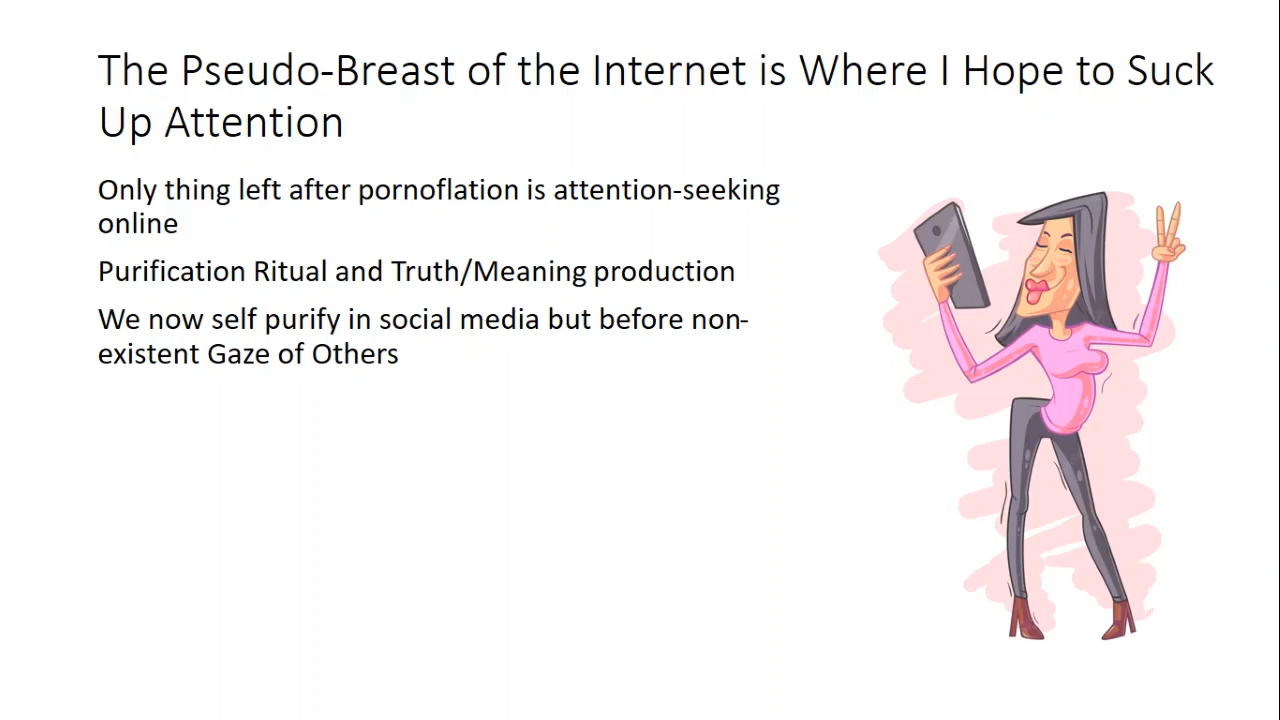 The Pseudo-Breast of the Internet is Where I Hope to Suck
Up Attention
Only thing left after pornoflation is attention-seeking
online
Purification Ritual and Truth/Meaning production
We now self purify in social media but before non-
existent Gaze of Others